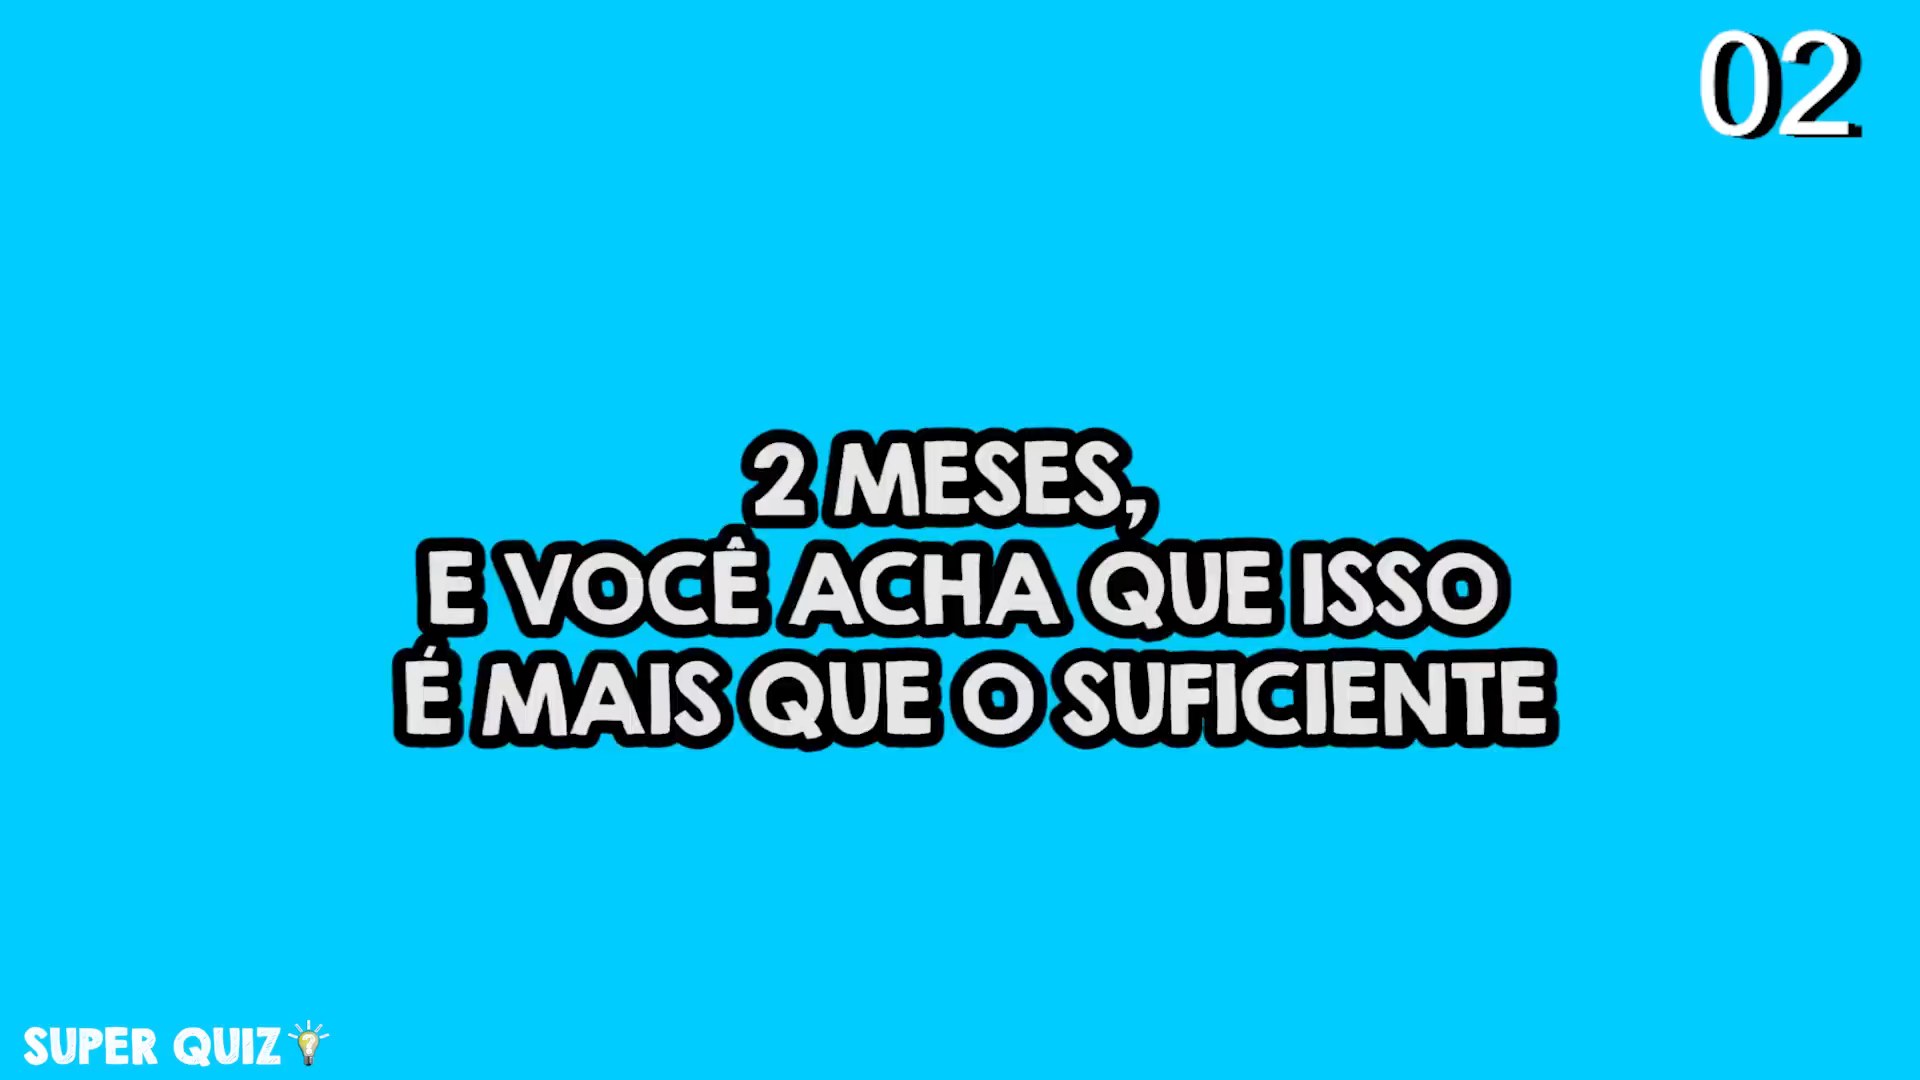 02
2 MESES,
E VOCÊ ACHA QUE ISSO
É MAIS QUE O SUFICIENTE
SUPER QUIZ